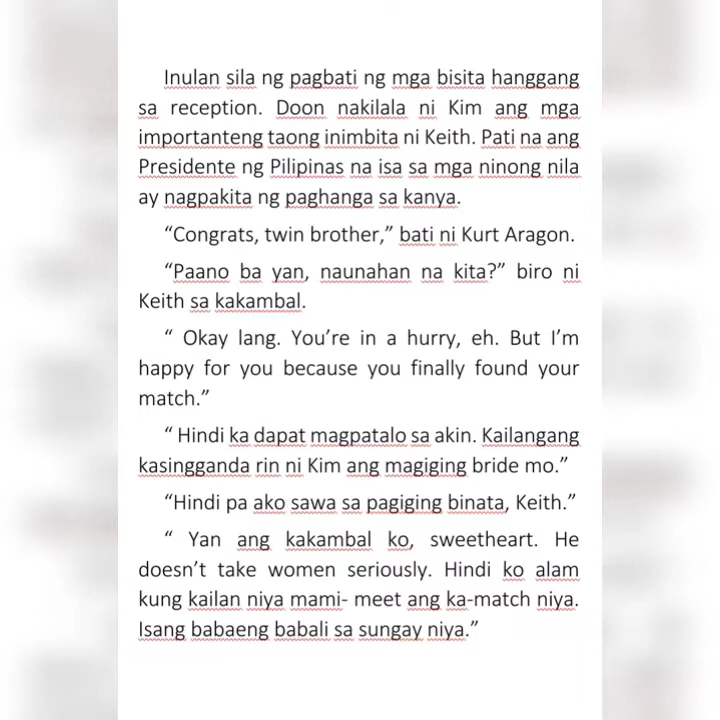 Inulan sila ng pagbati ng mga bisita hanggang
sa reception. Doon nakilala ni Kim ang mga
importanteng taong inimbita ni Keith. Pati na ang
Presidente ng Pilipinas na isa sa mga ninong nila
ay nagpakita ng paghanga sa kanya.
“Congrats, twin brother,” bati ni Kurt Aragon.
“Paano ba yan, naunahan na kita?” biro ni
Keith sa kakambal.
“ Okay lang. You’re in a hurry, eh. But I’m
happy for you because you finally found your
match.”
“ Hindi ka dapat magpatalo sa akin. Kailangang
kasingganda rin ni Kim ang magiging bride mo.”
“Hindi pa ako sawa sa pagiging binata, Keith.”
“ Yan ang kakambal ko, sweetheart. He
doesn’t take women seriously. Hindi ko alam
kung kailan niya mami- meet ang ka-match niya.
Isang babaeng babali sa sungay niya.”